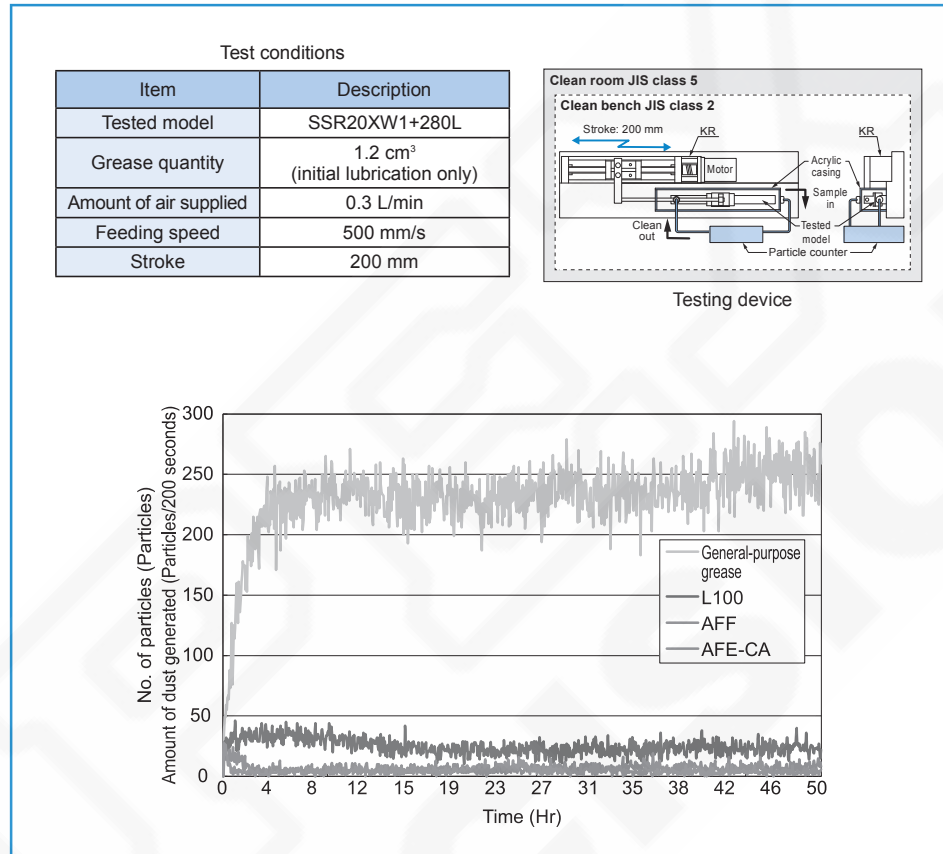 Test conditions
Item Description
Tested model SSR20XW1+280L
Grease quantity 1.2 cm³
(initial lubrication only)
Amount of air supplied 0.3 L/min
Feeding speed 500 mm/s
Stroke 200 mm
Clean room JIS class 5
Clean bench JIS class 2
Stroke: 200 mm
KR
KR
Motor
Acrylic
casing
Sample
in
Clean
out
Tested
model
Particle counter
Testing device
No. of particles (Particles)
Amount of dust generated (Particles/200 seconds)
300
250
200
150
100
50
0
General-purpose
grease
L100
AFF
AFE-CA
0 4 8 12 15 19 23 27 31 35 38 42 46 50
Time (Hr)